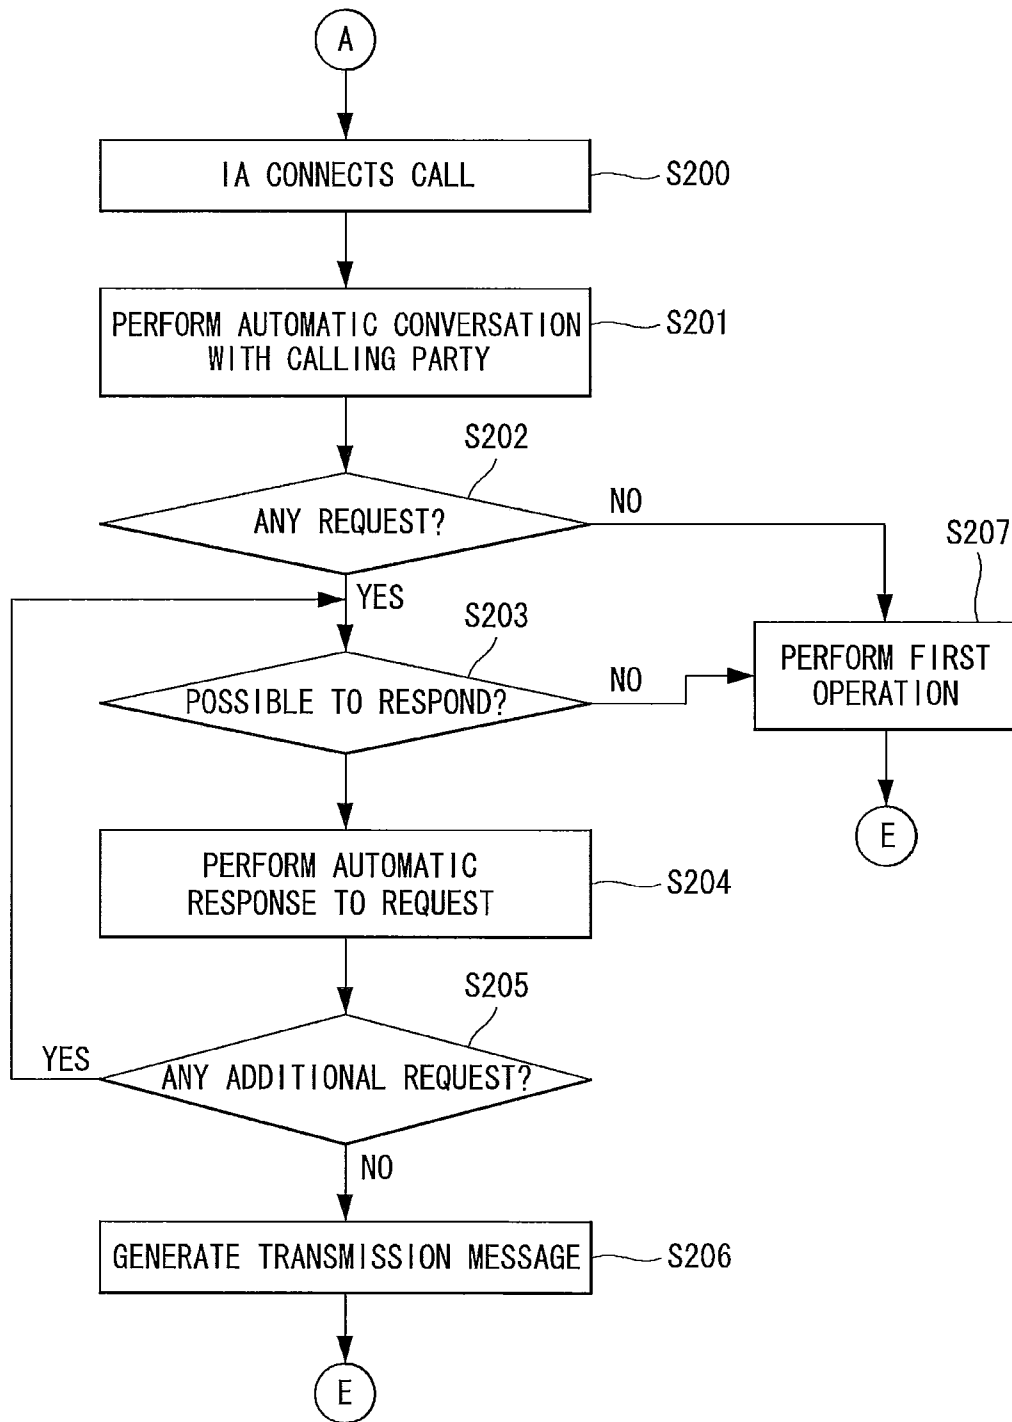 A
IA CONNECTS CALL
S200
PERFORM AUTOMATIC CONVERSATION
WITH CALLING PARTY
S201
S202
ANY REQUEST?
NO
YES
S207
PERFORM FIRST
OPERATION
E
S203
POSSIBLE TO RESPOND?
NO
PERFORM AUTOMATIC
RESPONSE TO REQUEST
S204
S205
YES
ANY ADDITIONAL REQUEST?
NO
GENERATE TRANSMISSION MESSAGE
S206
E